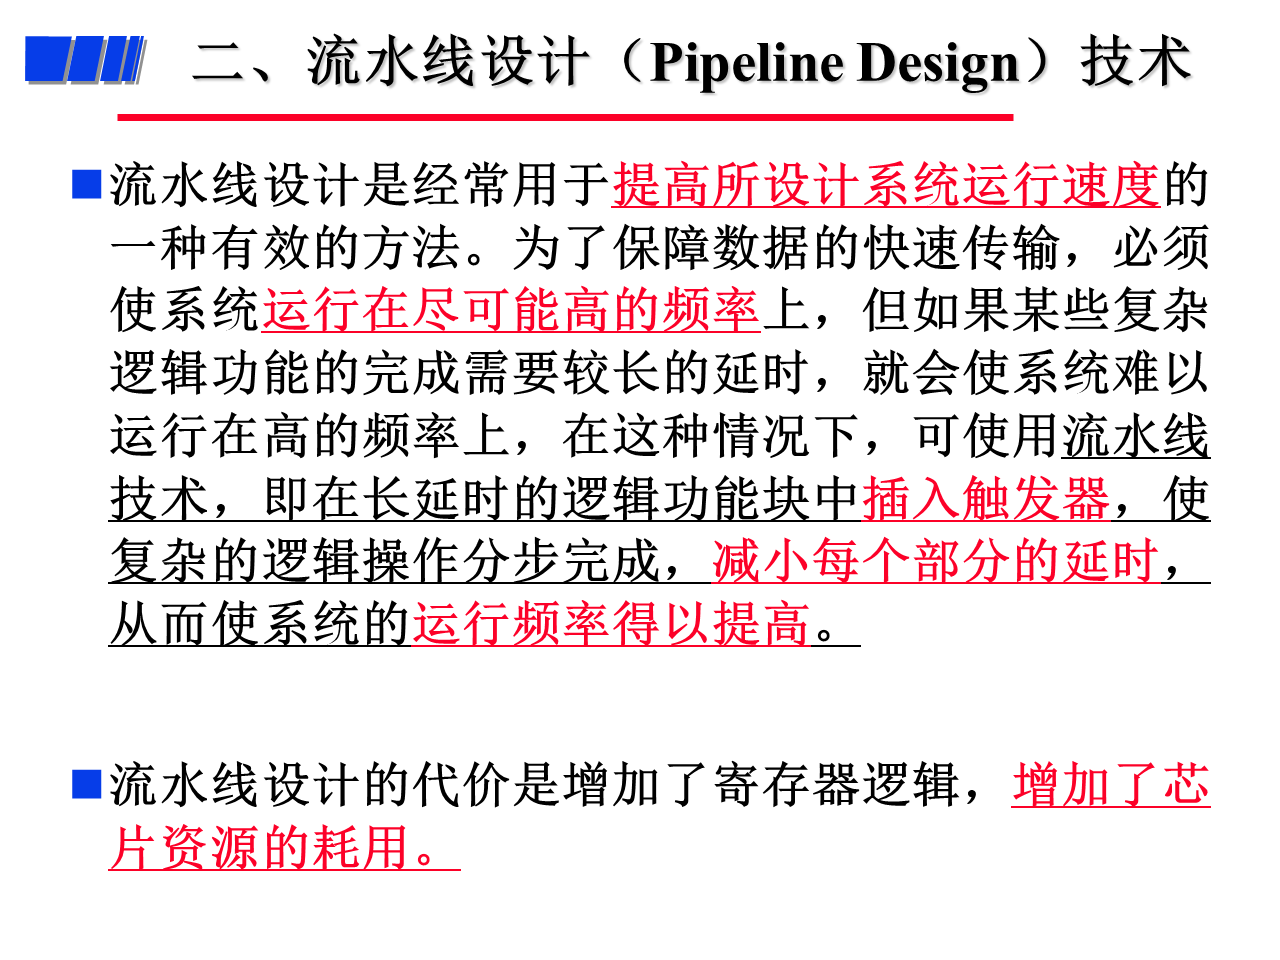 二、流水线设计（Pipeline Design）技术
流水线设计是经常用于提高所设计系统运行速度的
一种有效的方法。为了保障数据的快速传输，必须
使系统运行在尽可能高的频率上，但如果某些复杂
逻辑功能的完成需要较长的延时，就会使系统难以
运行在高的频率上，在这种情况下，可使用流水线
技术，即在长延时的逻辑功能块中插入触发器，使
复杂的逻辑操作分步完成，减小每个部分的延时，
从而使系统的运行频率得以提高。
流水线设计的代价是增加了寄存器逻辑，增加了芯
片资源的耗用。